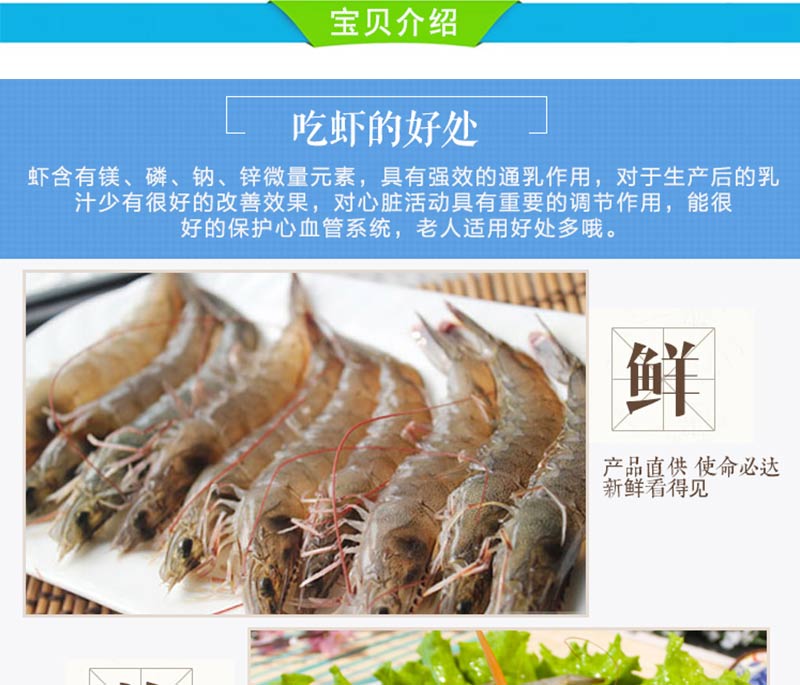 宝贝介绍
吃虾的好处
虾含有镁、磷、钠、锌微量元素，具有强效的通乳作用，对于生产后的乳
汁少有很好的改善效果，对心脏活动具有重要的调节作用，能很
好的保护心血管系统，老人适用好处多哦。
鲜
产品直供 使命必达
新鲜看得见